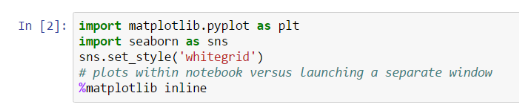 In [2]: import matplotlib.pyplot as plt
import seaborn as sns
sns.set_style('whitegrid')
# plots within notebook versus launching a separate window
%matplotlib inline